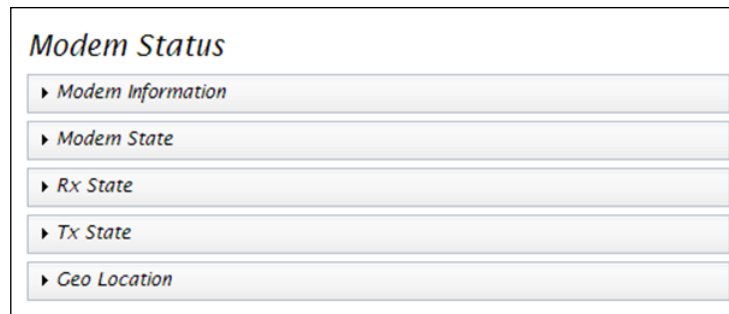 Modem Status
Modem Information
Modem State
Rx State
Tx State
Geo Location